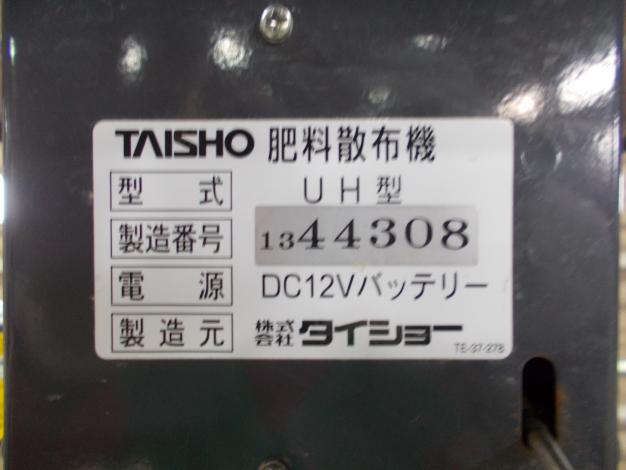 TAISHO 肥料散布機
型式 UH型
製造番号 1344308
電源 DC12Vバッテリー
製造元 株式会社 タイショー
TE-37-278